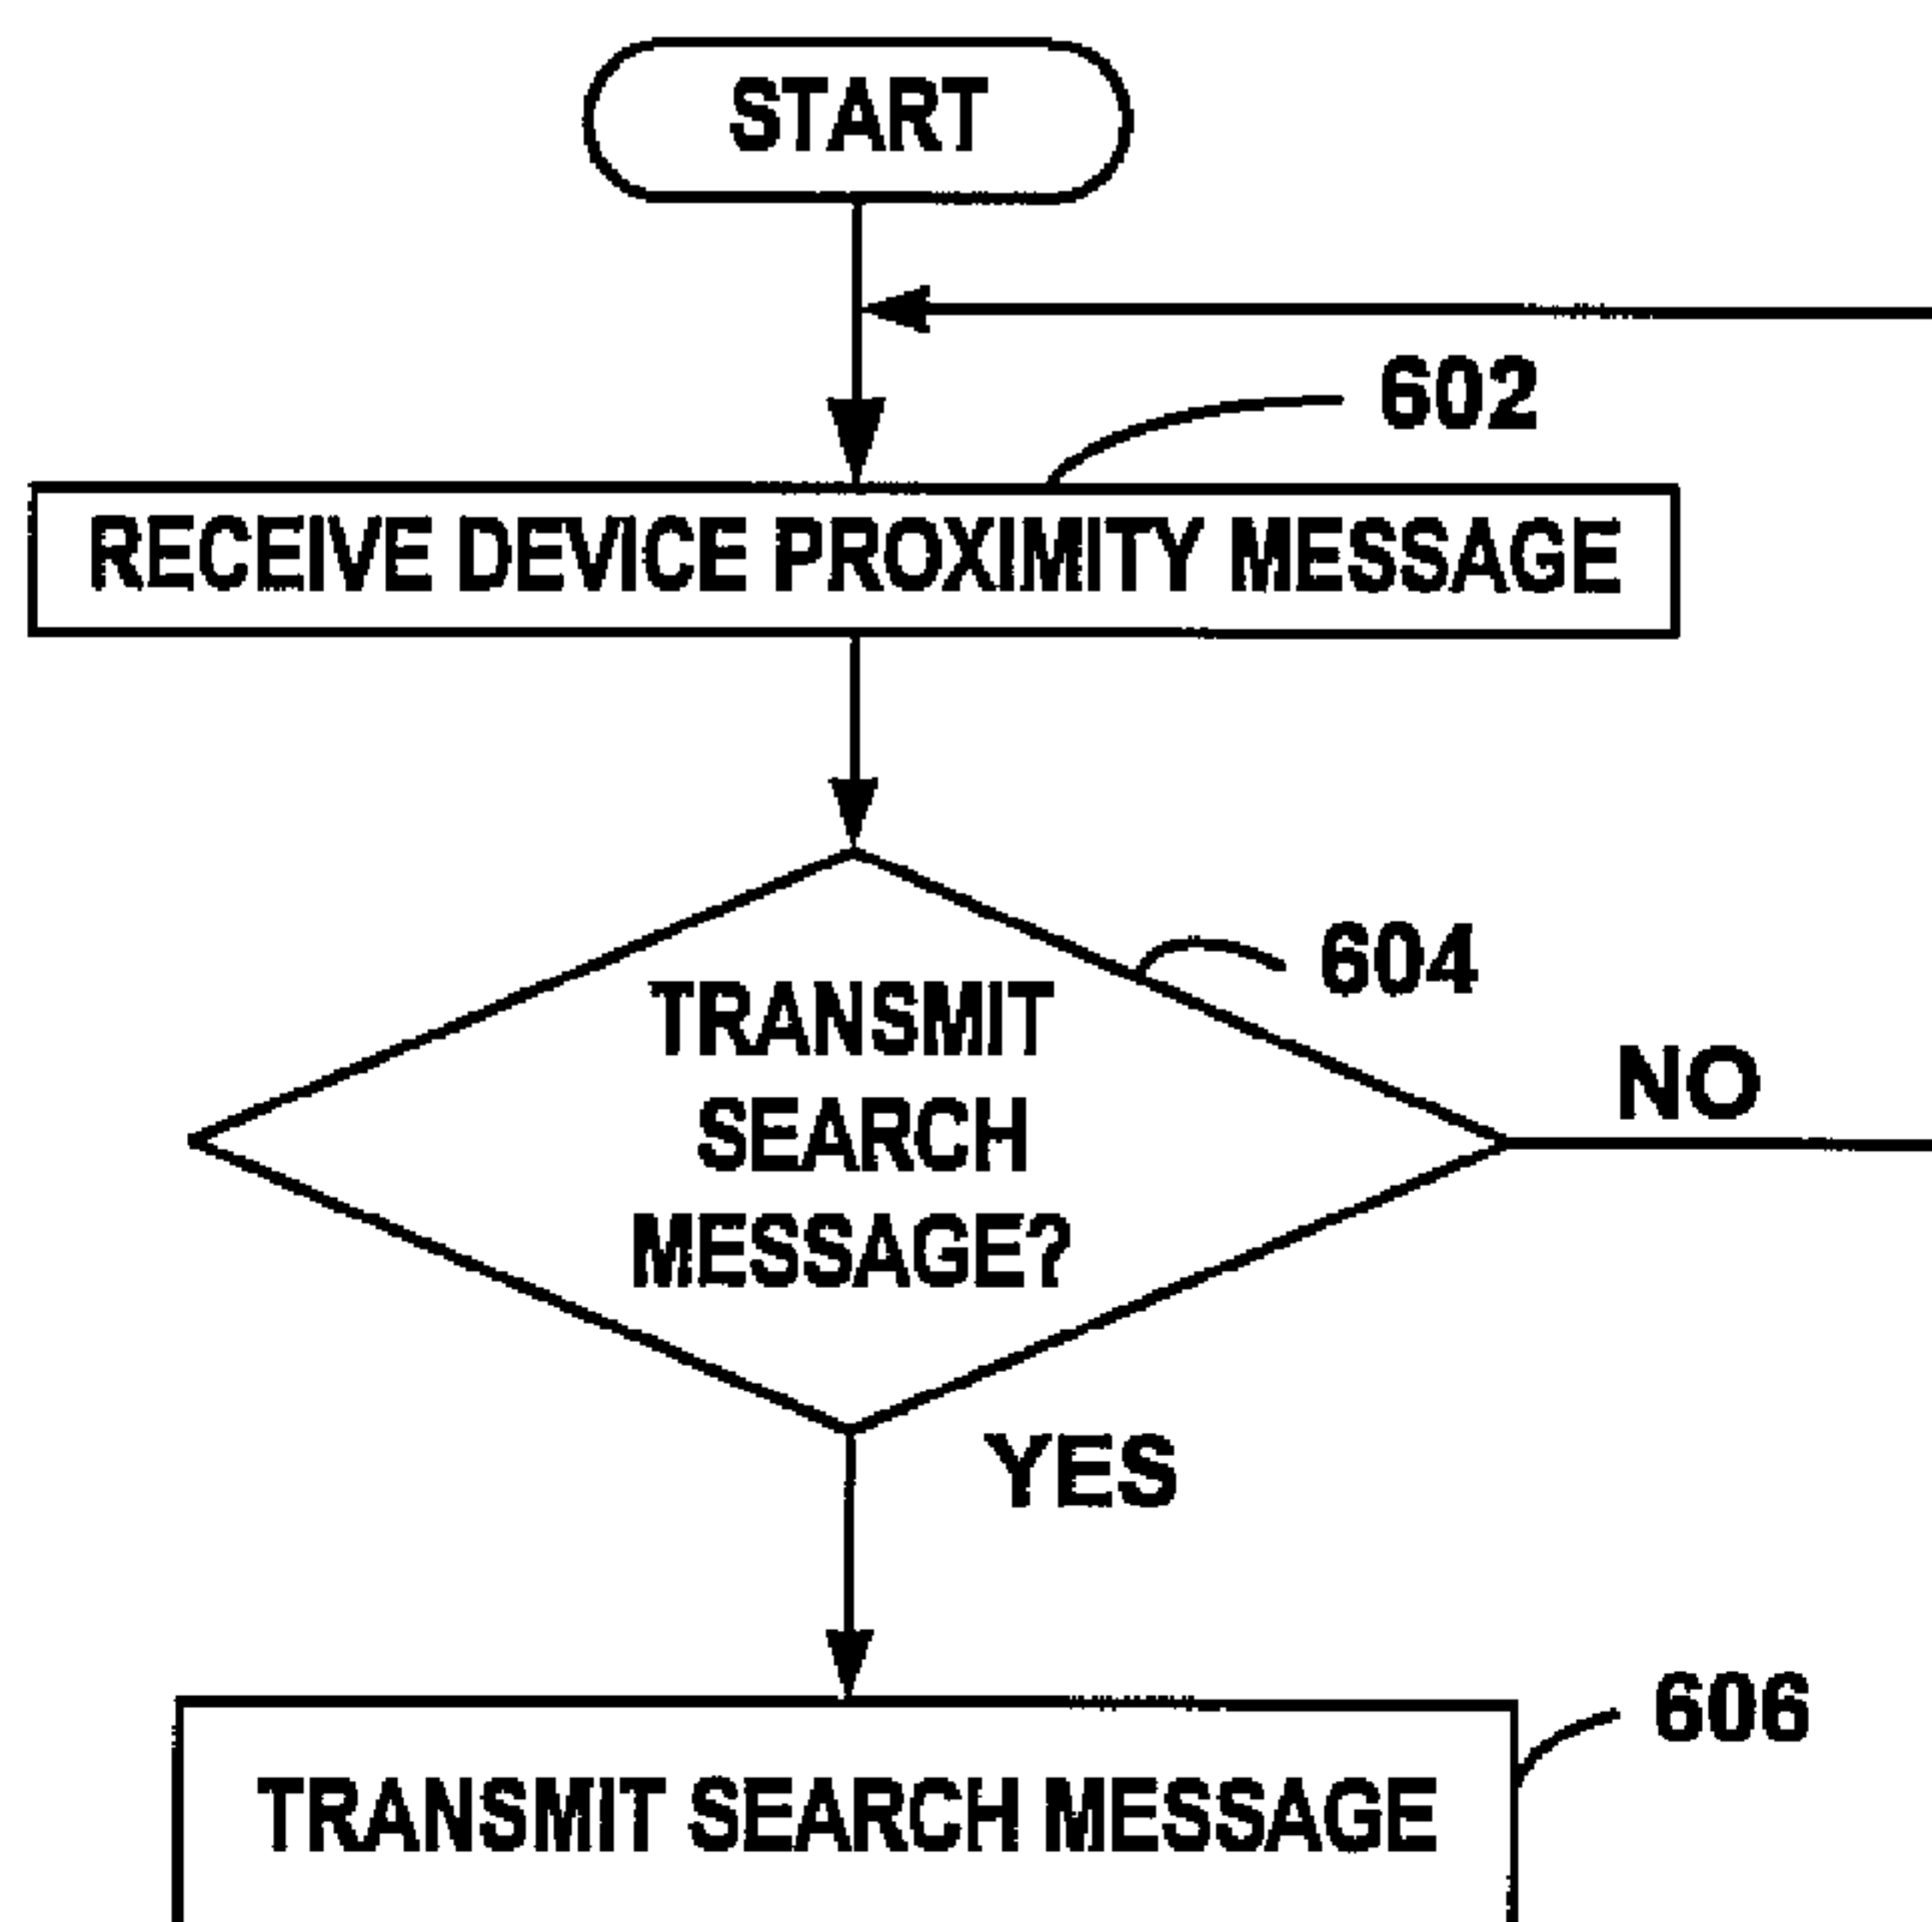 START
602
RECEIVE DEVICE PROXIMITY MESSAGE
604
TRANSMIT
SEARCH
MESSAGE?
NO
YES
606
TRANSMIT SEARCH MESSAGE